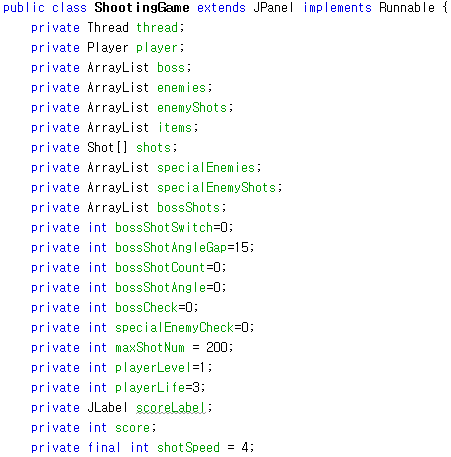 public class ShootingGame extends JPanel implements Runnable {
private Thread thread;
private Player player;
private ArrayList boss;
private ArrayList enemies;
private ArrayList enemyShots;
private ArrayList items;
private Shot[] shots;
private ArrayList specialEnemies;
private ArrayList specialEnemyShots;
private ArrayList bossShots;
private int bossShotSwitch=0;
private int bossShotAngleGap=15;
private int bossShotCount=0;
private int bossShotAngle=0;
private int bossCheck=0;
private int specialEnemyCheck=0;
private int maxShotNum = 200;
private int playerLevel=1;
private int playerLife=3;
private JLabel scoreLabel;
private int score;
private final int shotSpeed = 4;